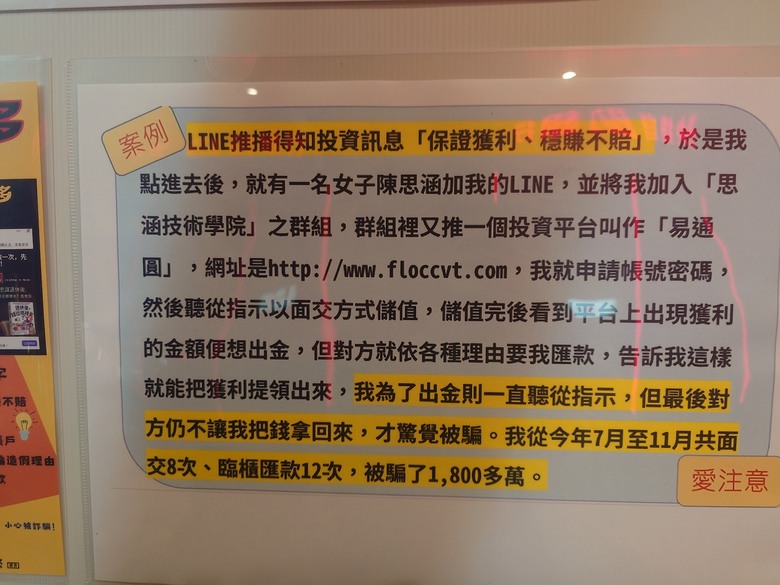 案例
LINE推播得知投資訊息「保證獲利、穩賺不賠」,於是我
點進去後,就有一名女子陳思涵加我的LINE,並將我加入「思
涵技術學院」之群組,群組裡又推一個投資平台叫作「易通
圓」,網址是http://www.floccvt.com,我就申請帳號密碼,
然後聽從指示以面交方式儲值,儲值完後看到平台上出現獲利
的金額便想出金,但對方就依各種理由要我匯款,告訴我這樣
就能把獲利提領出來,我為了出金則一直聽從指示,但最後對
方仍不讓我把錢拿回來,才驚覺被騙。我從今年7月至11月共面
交8次、臨櫃匯款12次,被騙了1,800多萬。
愛注意
不賠
造假理由
小心被詐騙!